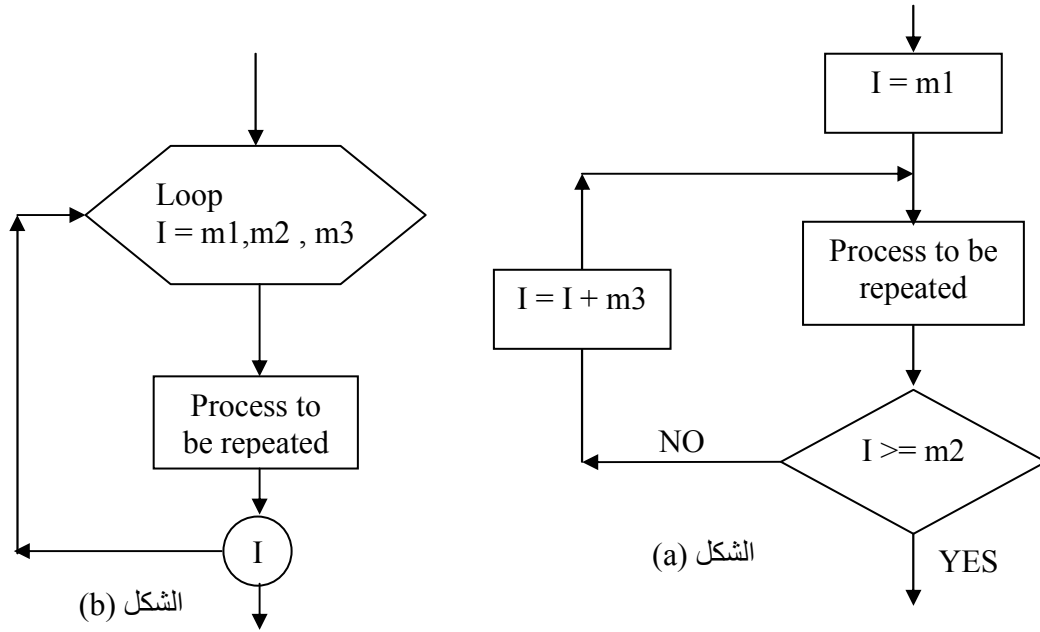 Loop
I = m1,m2 , m3
Process to
be repeated
I
الشكل (b)
I = m1
Process to be
repeated
I = I + m3
I >= m2
NO
YES
الشكل (a)